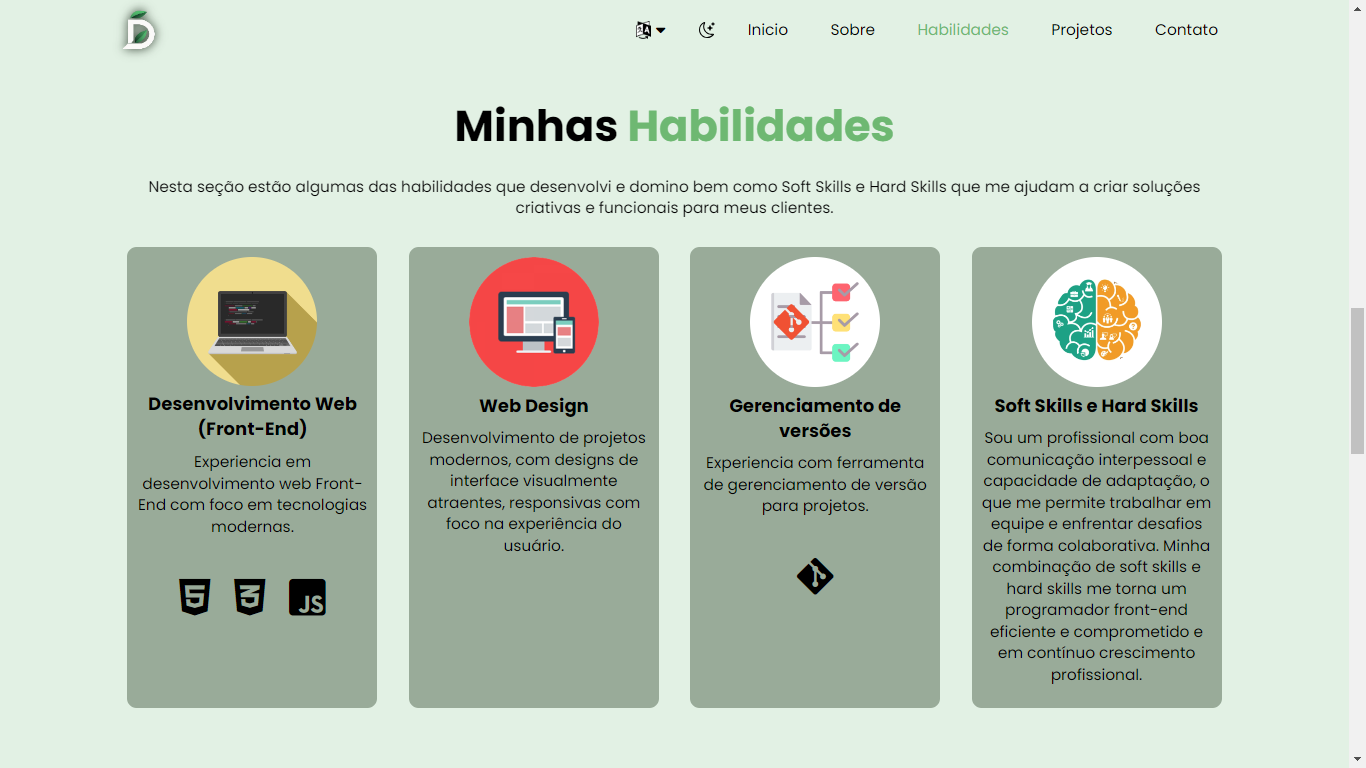 D
Inicio Sobre Habilidades Projetos Contato
Minhas Habilidades
Nesta seção estão algumas das habilidades que desenvolvi e domino bem como Soft Skills e Hard Skills que me ajudam a criar soluções
criativas e funcionais para meus clientes.
Desenvolvimento Web
(Front-End)
Experiencia em
desenvolvimento web Front-
End com foco em tecnologias
modernas.
5 3 JS
Web Design
Desenvolvimento de projetos
modernos, com designs de
interface visualmente
atraentes, responsivas com
foco na experiência do
usuário.
Gerenciamento de
versões
Experiencia com ferramenta
de gerenciamento de versão
para projetos.
Soft Skills e Hard Skills
Sou um profissional com boa
comunicação interpessoal e
capacidade de adaptação, o
que me permite trabalhar em
equipe e enfrentar desafios
de forma colaborativa. Minha
combinação de soft skills e
hard skills me torna um
programador front-end
eficiente e comprometido e
em contínuo crescimento
profissional.